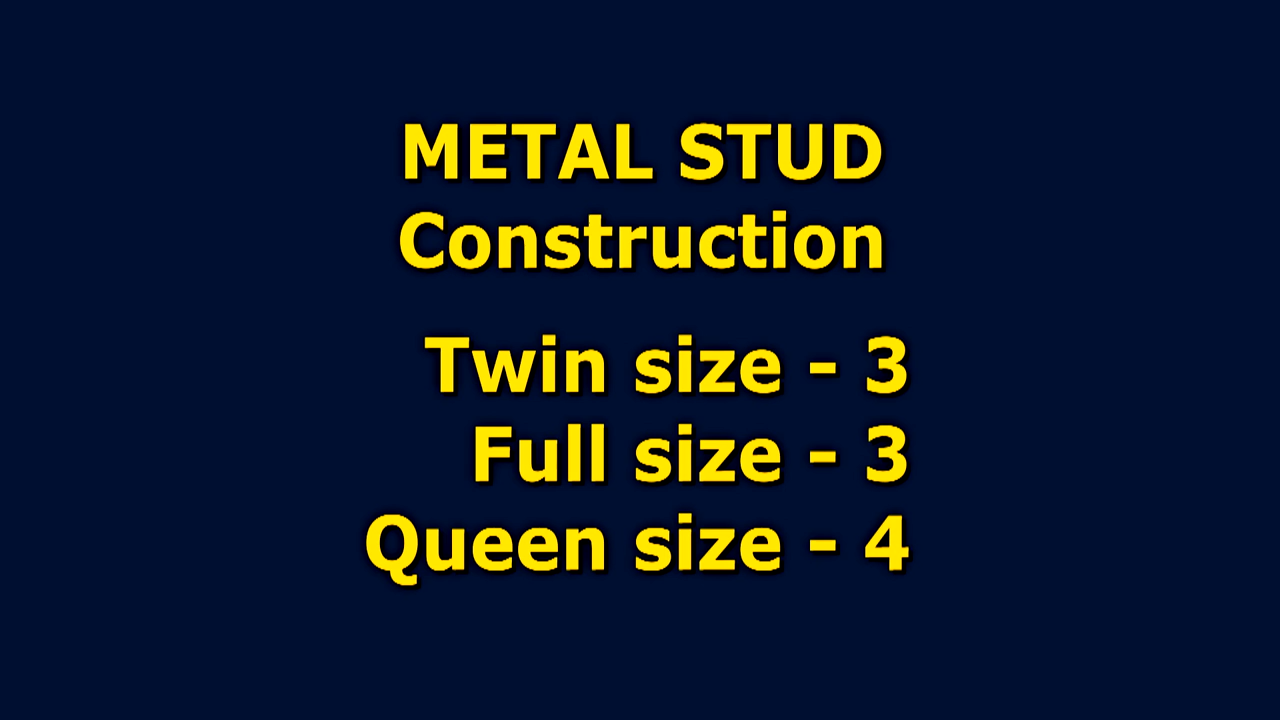 METAL STUD
Construction
Twin size - 3
Full size - 3
Queen size - 4